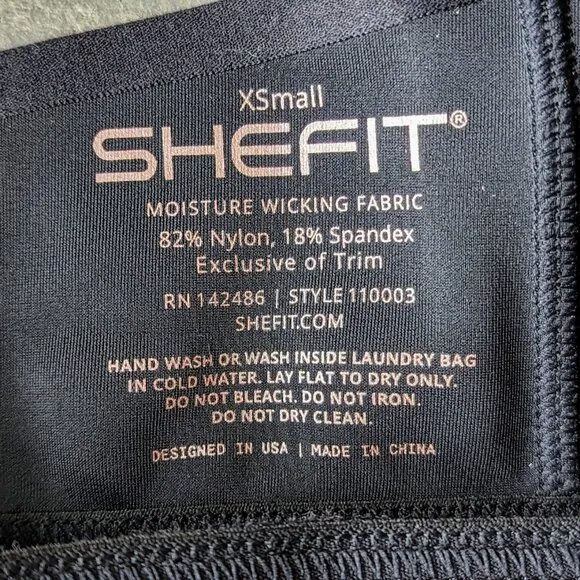 XSmall
SHEFIT®
MOISTURE WICKING FABRIC
82% Nylon, 18% Spandex
Exclusive of Trim
RN 142486 | STYLE 110003
SHEFIT.COM
HAND WASH OR WASH INSIDE LAUNDRY BAG
IN COLD WATER. LAY FLAT TO DRY ONLY.
DO NOT BLEACH. DO NOT IRON.
DO NOT DRY CLEAN.
DESIGNED IN USA | MADE IN CHINA